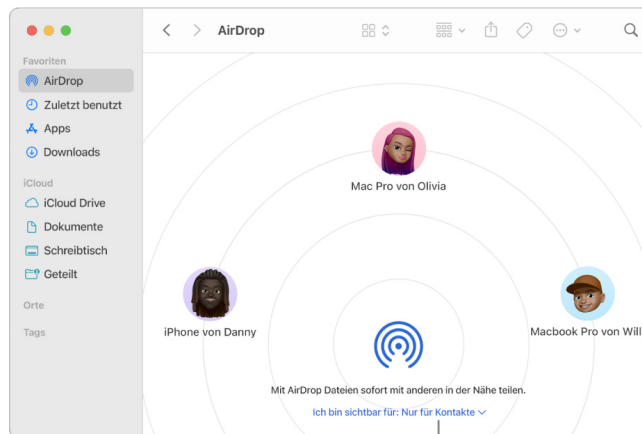 AirDrop
Favoriten
AirDrop
Zuletzt benutzt
Apps
Downloads
iCloud
iCloud Drive
Dokumente
Schreibtisch
Geteilt
Orte
Tags
Mac Pro von Olivia
iPhone von Danny
Macbook Pro von Will
Mit AirDrop Dateien sofort mit anderen in der Nähe teilen.
Ich bin sichtbar für: Nur für Kontakte